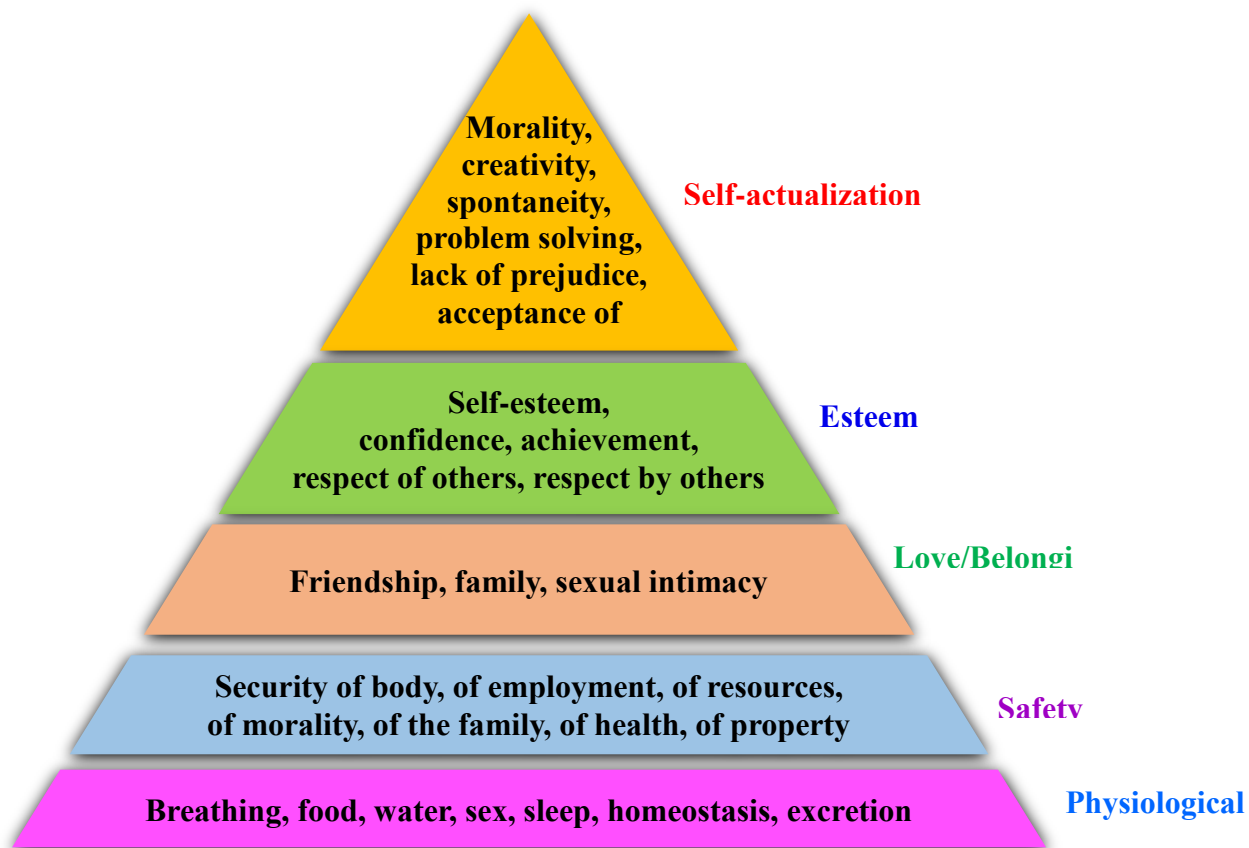 Morality,
creativity,
spontaneity,
problem solving,
lack of prejudice,
acceptance of
Self-actualization
Self-esteem,
confidence, achievement,
respect of others, respect by others
Esteem
Friendship, family, sexual intimacy
Love/Belongi
Security of body, of employment, of resources,
of morality, of the family, of health, of property
Safety
Breathing, food, water, sex, sleep, homeostasis, excretion
Physiological